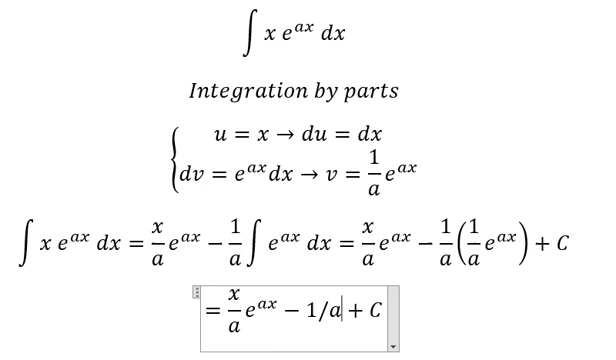 ∫ x e^{ax} dx
Integration by parts
{ u = x → du = dx
dv = e^{ax} dx → v = \frac{1}{a} e^{ax}
∫ x e^{ax} dx = \frac{x}{a} e^{ax} − \frac{1}{a} ∫ e^{ax} dx = \frac{x}{a} e^{ax} − \frac{1}{a} (\frac{1}{a} e^{ax}) + C
= \frac{x}{a} e^{ax} − 1/a + C